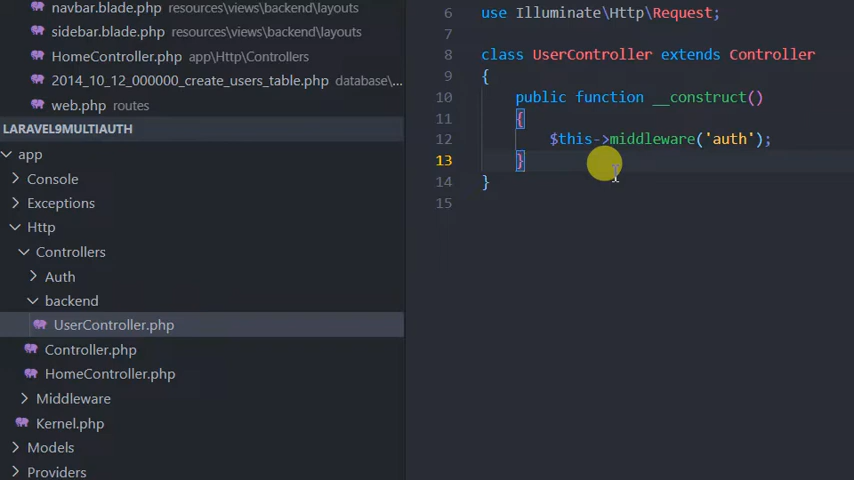 navbar.blade.php resources\views\backend\layouts
sidebar.blade.php resources\views\backend\layouts
HomeController.php app\Http\Controllers
2014_10_12_000000_create_users_table.php database\...
web.php routes
LARAVEL9MULTIAUTH
app
Console
Exceptions
Http
Controllers
Auth
backend
UserController.php
Controller.php
HomeController.php
Middleware
Kernel.php
Models
Providers
6 use Illuminate\Http\Request;
7
8 class UserController extends Controller
9 {
10 public function __construct()
11 {
12 $this->middleware('auth');
13 }
14 }
15